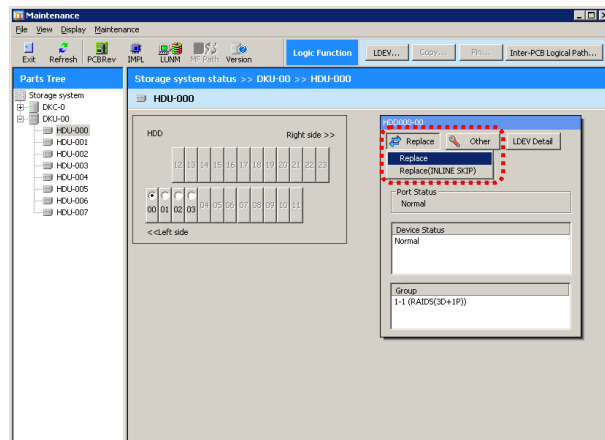 Maintenance
File View Display Maintenance
Exit Refresh PCBRev IMPL LUNM MF Path Version Logic Function LDEV... Copy... Pin... Inter-PCB Logical Path...
Parts Tree
Storage system status >> DKU-00 >> HDU-000
Storage system
DKC-0
DKU-00
HDU-000
HDU-001
HDU-002
HDU-003
HDU-004
HDU-005
HDU-006
HDU-007
HDU-000
HDD Right side >>
12 13 14 15 16 17 18 19 20 21 22 23
00 01 02 03 04 05 06 07 08 09 10 11
<<Left side
HDD000-00
Replace Other LDEV Detail
Replace
Replace(INLINE SKIP)
Port Status
Normal
Device Status
Normal
Group
1-1 (RAID5(3D+1P))